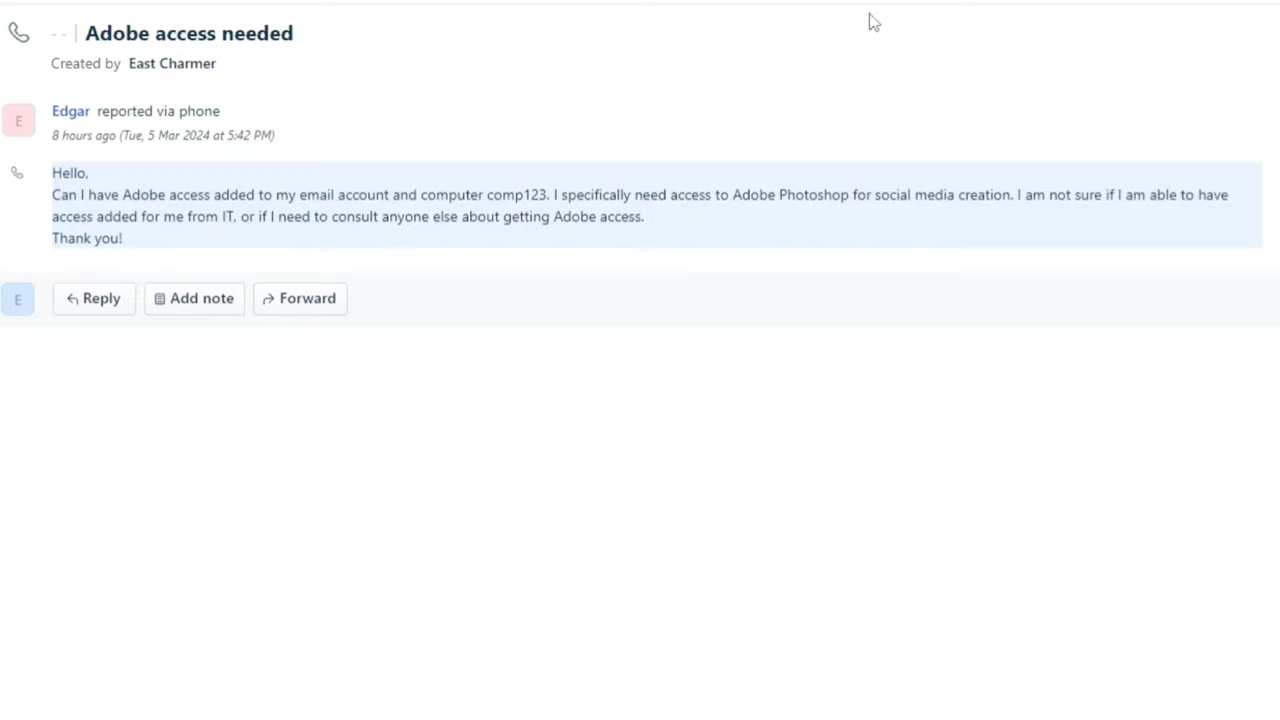 -- | Adobe access needed
Created by East Charmer
E
Edgar reported via phone
8 hours ago (Tue, 5 Mar 2024 at 5:42 PM)
Hello,
Can I have Adobe access added to my email account and computer comp123. I specifically need access to Adobe Photoshop for social media creation. I am not sure if I am able to have
access added for me from IT, or if I need to consult anyone else about getting Adobe access.
Thank you!
E
Reply Add note Forward